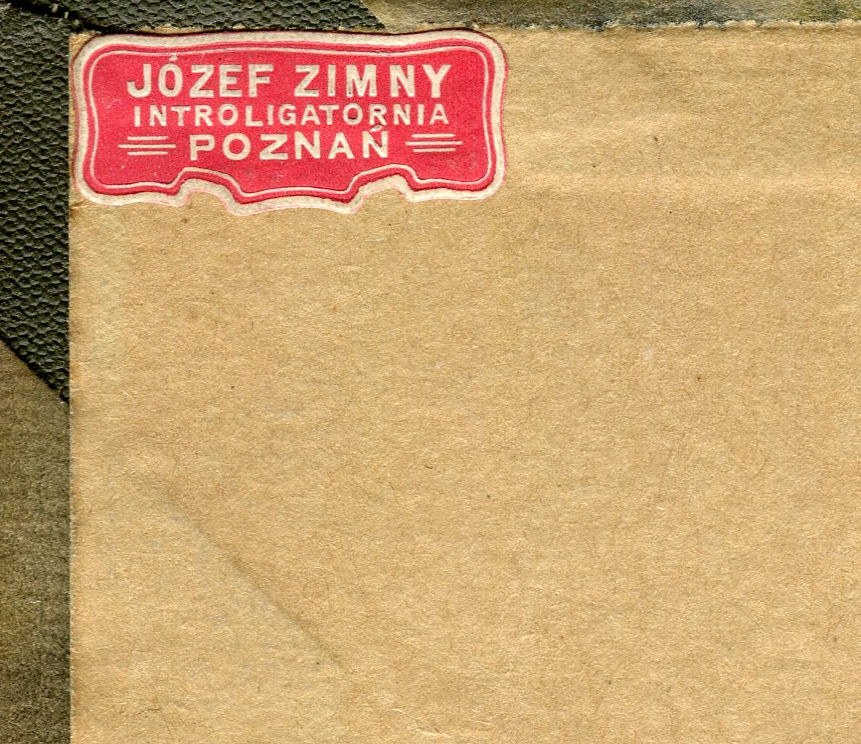 JÓZEF ZIMNY
INTROLIGATORNIA
POZNAŃ